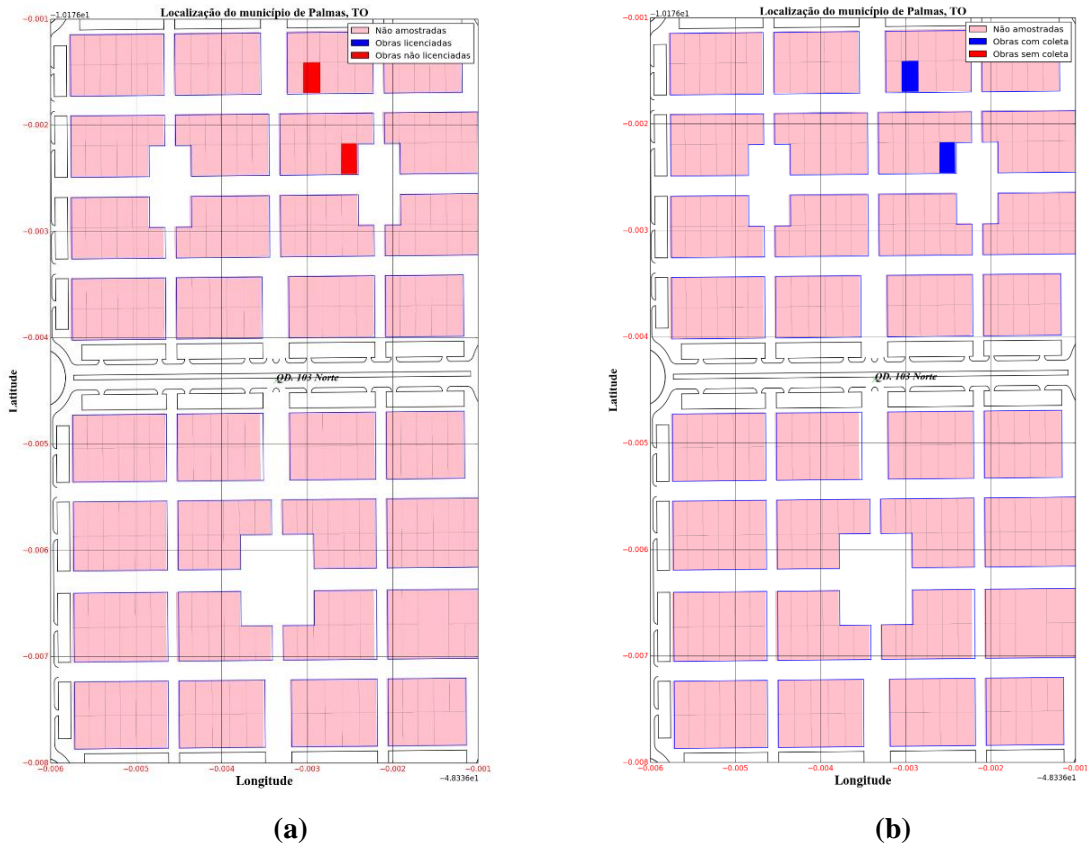 Localização do município de Palmas, TO
−1.0176e1
−0.001
−0.002
−0.003
−0.004
−0.005
−0.006
−0.007
−0.008
Não amostradas
Obras licenciadas
Obras não licenciadas
QD. 103 Norte
Latitude
−0.006
−0.005
−0.004
−0.003
−0.002
−0.001
−4.8336e1
Longitude
(a)
Localização do município de Palmas, TO
−1.0176e1
−0.001
−0.002
−0.003
−0.004
−0.005
−0.006
−0.007
−0.008
Não amostradas
Obras com coleta
Obras sem coleta
QD. 103 Norte
Latitude
−0.006
−0.005
−0.004
−0.003
−0.002
−0.001
−4.8336e1
Longitude
(b)